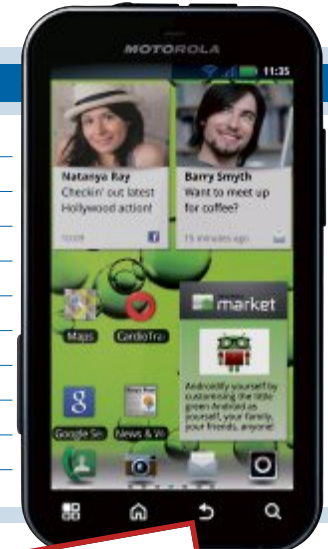 MOTOROLA
11:35
Natanya Ray
Checkin' out latest
Hollywood action!
Barry Smyth
Want to meet up
for coffee?
15 minutes ago
Maps
CardioTra
market
Androidify yourself by
customising the little
green Android as
yourself, your family,
your friends, anyone!
Google Se
News & W